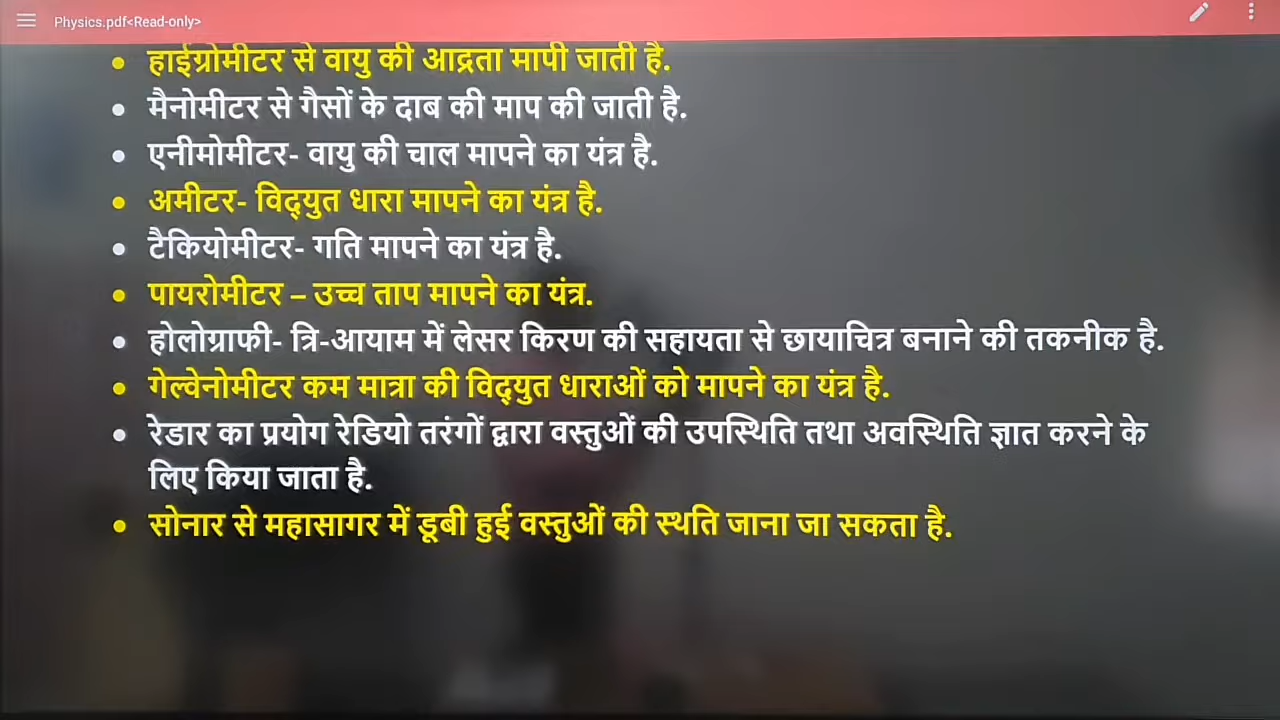 Physics.pdf<Read-only>
हाईग्रोमीटर से वायु की आद्रता मापी जाती है.
मैनोमीटर से गैसों के दाब की माप की जाती है.
एनीमोमीटर- वायु की चाल मापने का यंत्र है.
अमीटर- विद्युत धारा मापने का यंत्र है.
टैकियोमीटर- गति मापने का यंत्र है.
पायरोमीटर – उच्च ताप मापने का यंत्र.
होलोग्राफी- त्रि-आयाम में लेसर किरण की सहायता से छायाचित्र बनाने की तकनीक है.
गेल्वेनोमीटर कम मात्रा की विद्युत धाराओं को मापने का यंत्र है.
रेडार का प्रयोग रेडियो तरंगों द्वारा वस्तुओं की उपस्थिति तथा अवस्थिति ज्ञात करने के
लिए किया जाता है.
सोनार से महासागर में डूबी हुई वस्तुओं की स्थति जाना जा सकता है.